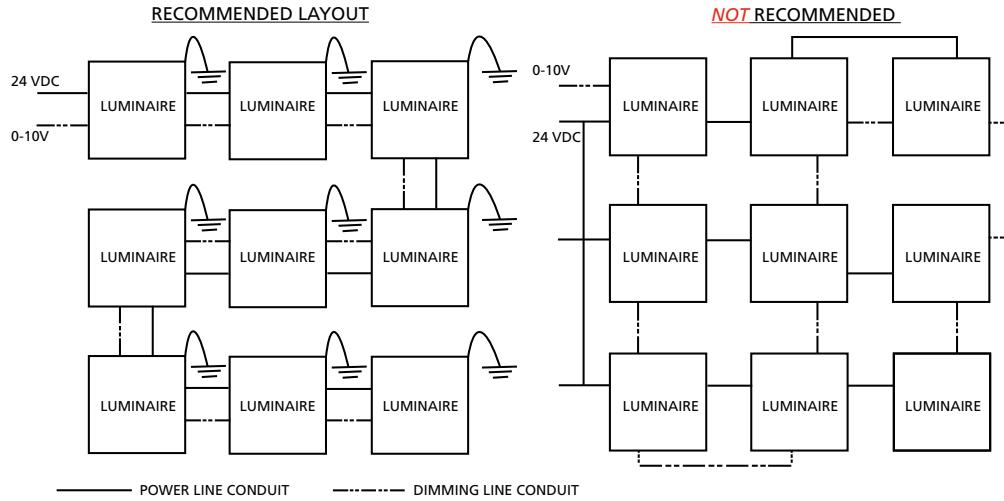 RECOMMENDED LAYOUT
24 VDC
0-10V
LUMINAIRE LUMINAIRE LUMINAIRE
LUMINAIRE LUMINAIRE LUMINAIRE
LUMINAIRE LUMINAIRE LUMINAIRE
NOT RECOMMENDED
0-10V
24 VDC
LUMINAIRE LUMINAIRE LUMINAIRE
LUMINAIRE LUMINAIRE LUMINAIRE
LUMINAIRE LUMINAIRE LUMINAIRE
POWER LINE CONDUIT
DIMMING LINE CONDUIT